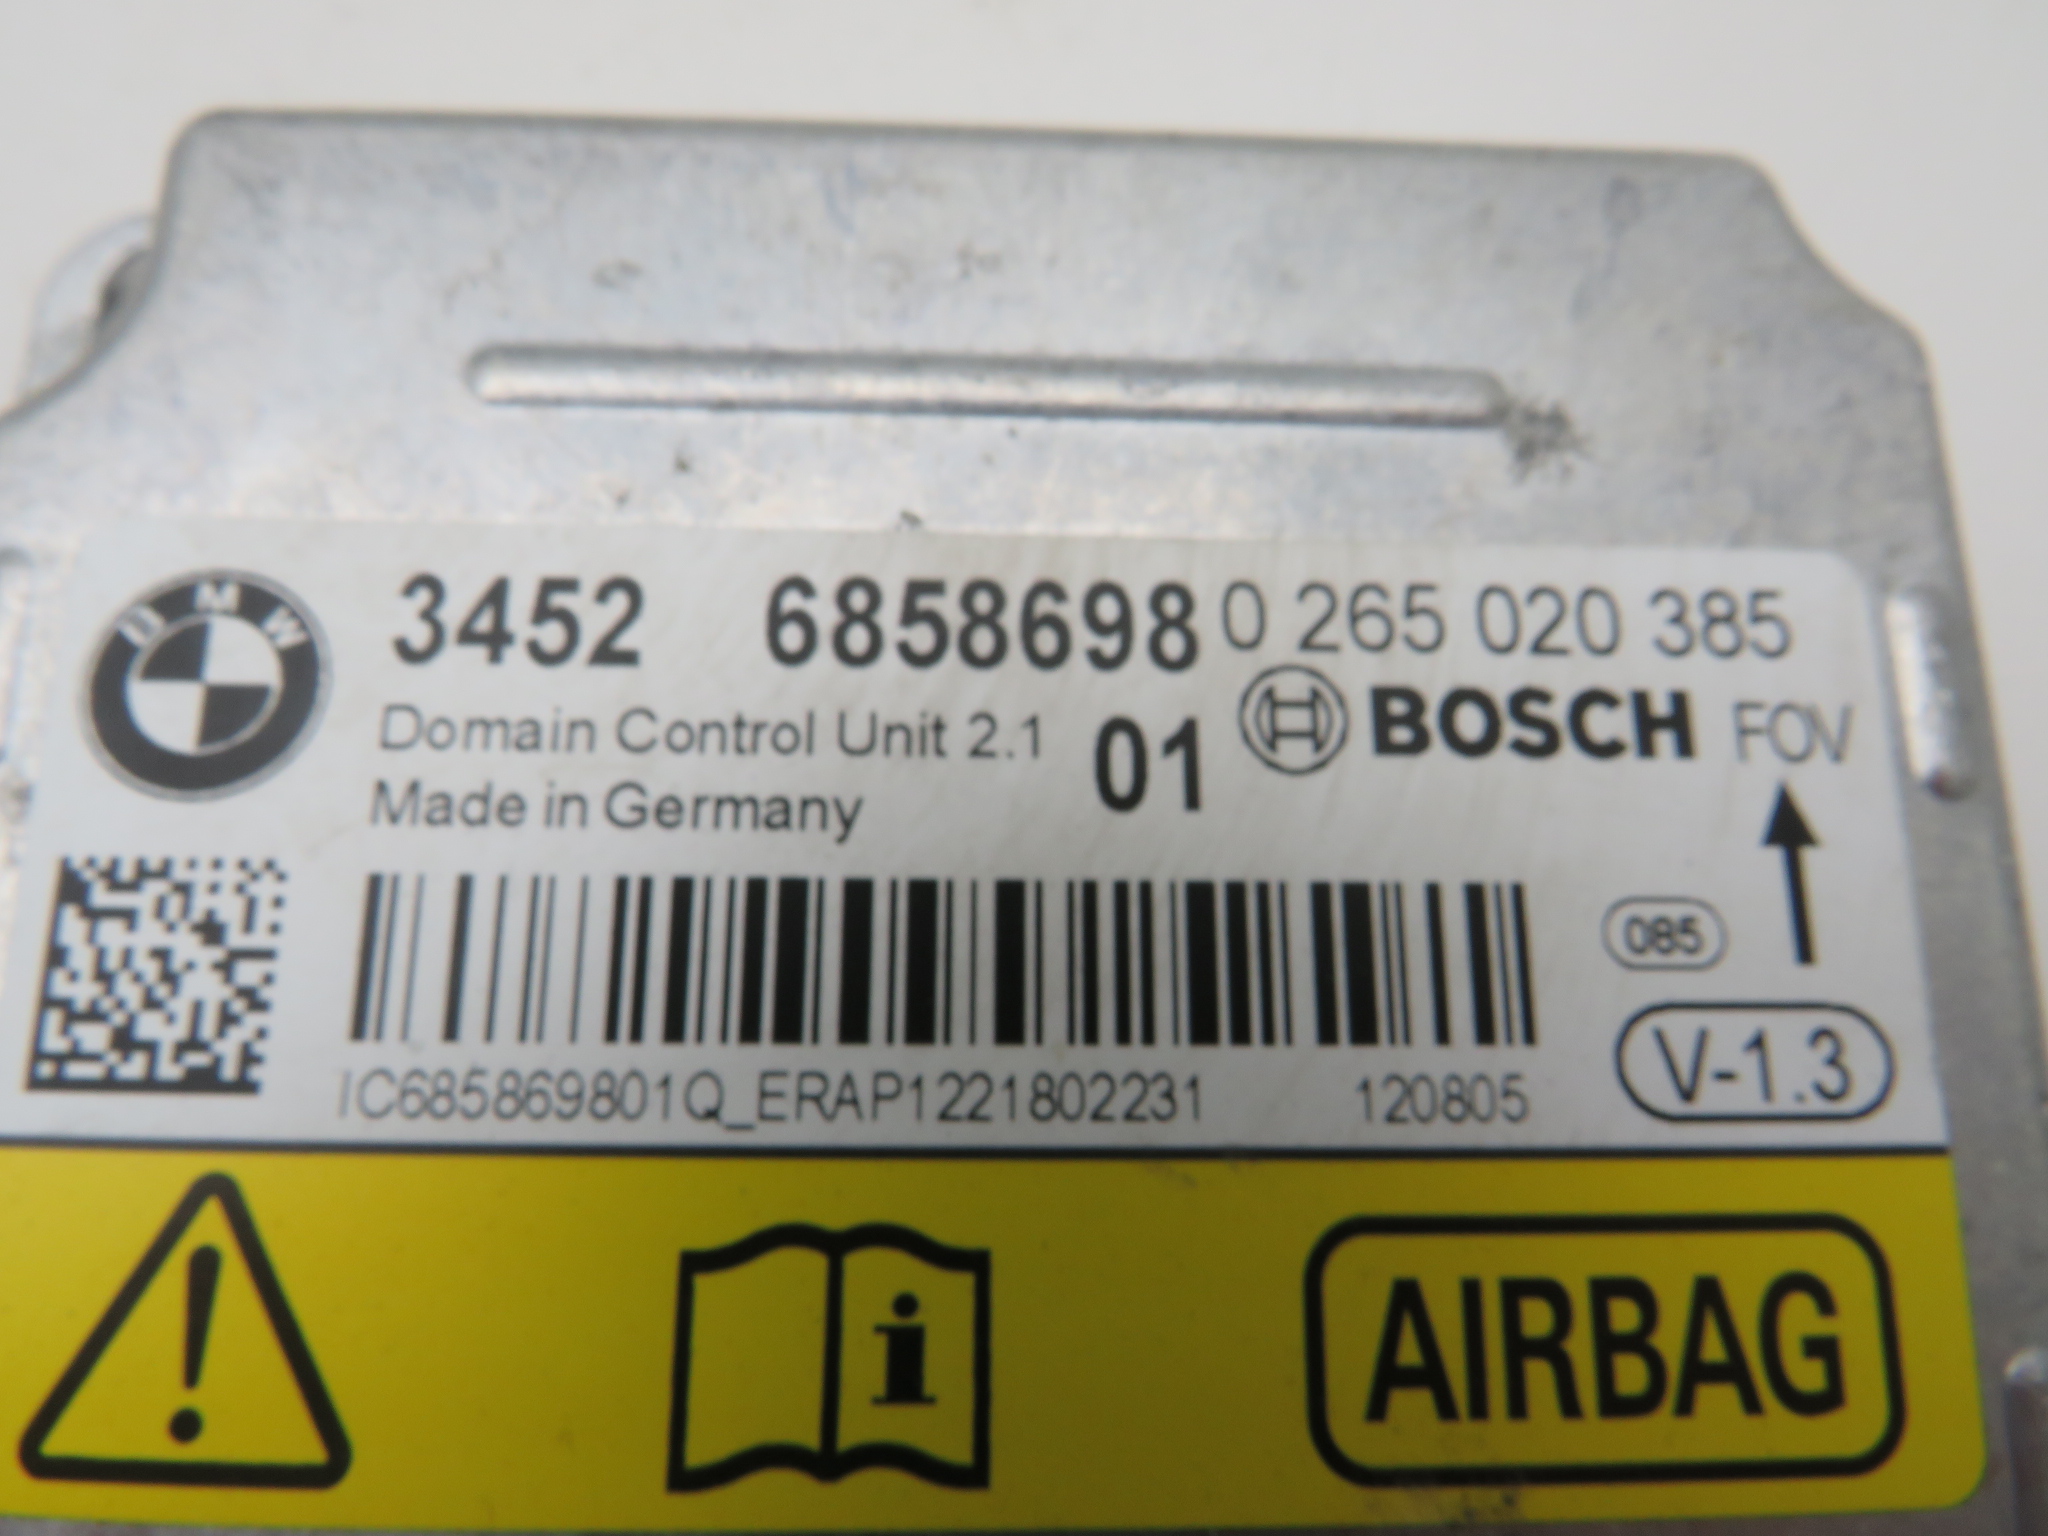 BMW
3452 6858698
0 265 020 385
Domain Control Unit 2.1
01
BOSCH
FOV
Made in Germany
085
V-1.3
IC685869801Q_ERAP1221802231
120805
AIRBAG